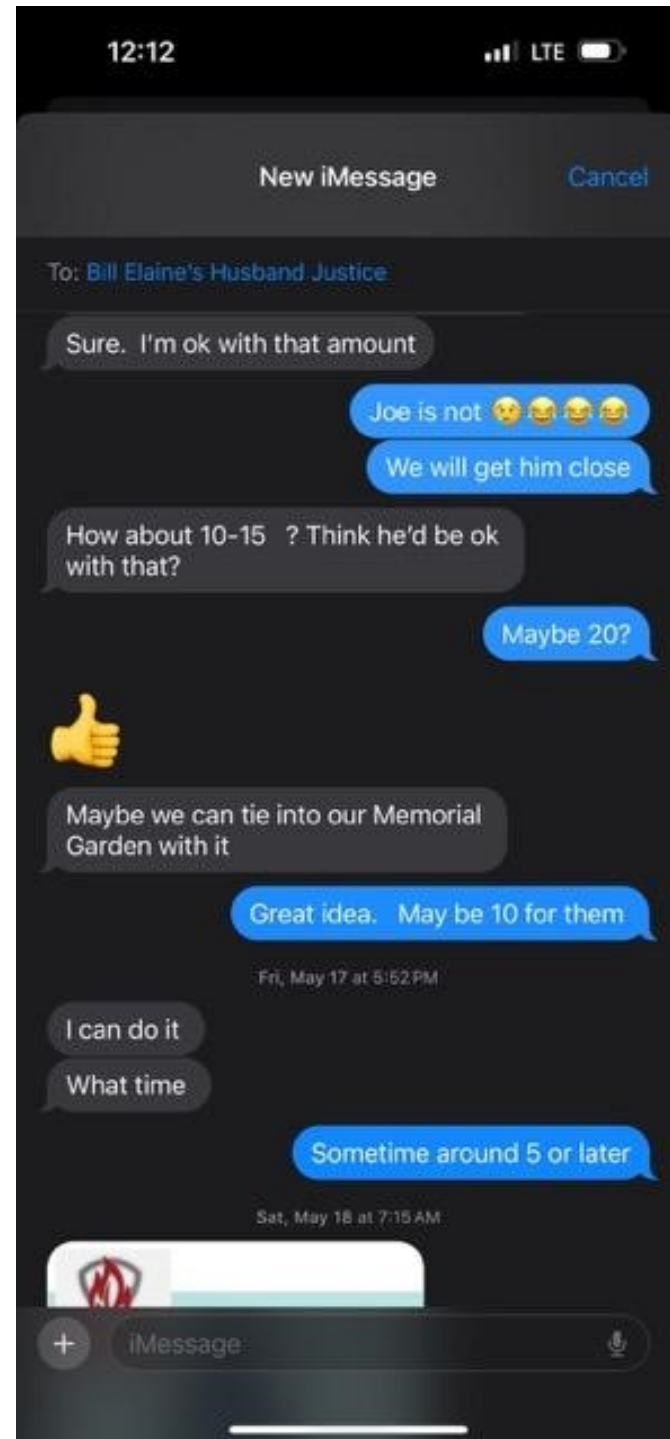 12:12
LTE
New iMessage
Cancel
To: Bill Elaine's Husband Justice
Sure. I'm ok with that amount
Joe is not 🤨😂😂😂
We will get him close
How about 10-15 ? Think he'd be ok
with that?
Maybe 20?
👍
Maybe we can tie into our Memorial
Garden with it
Great idea. May be 10 for them
Fri, May 17 at 5:52 PM
I can do it
What time
Sometime around 5 or later
Sat, May 18 at 7:15 AM
iMessage